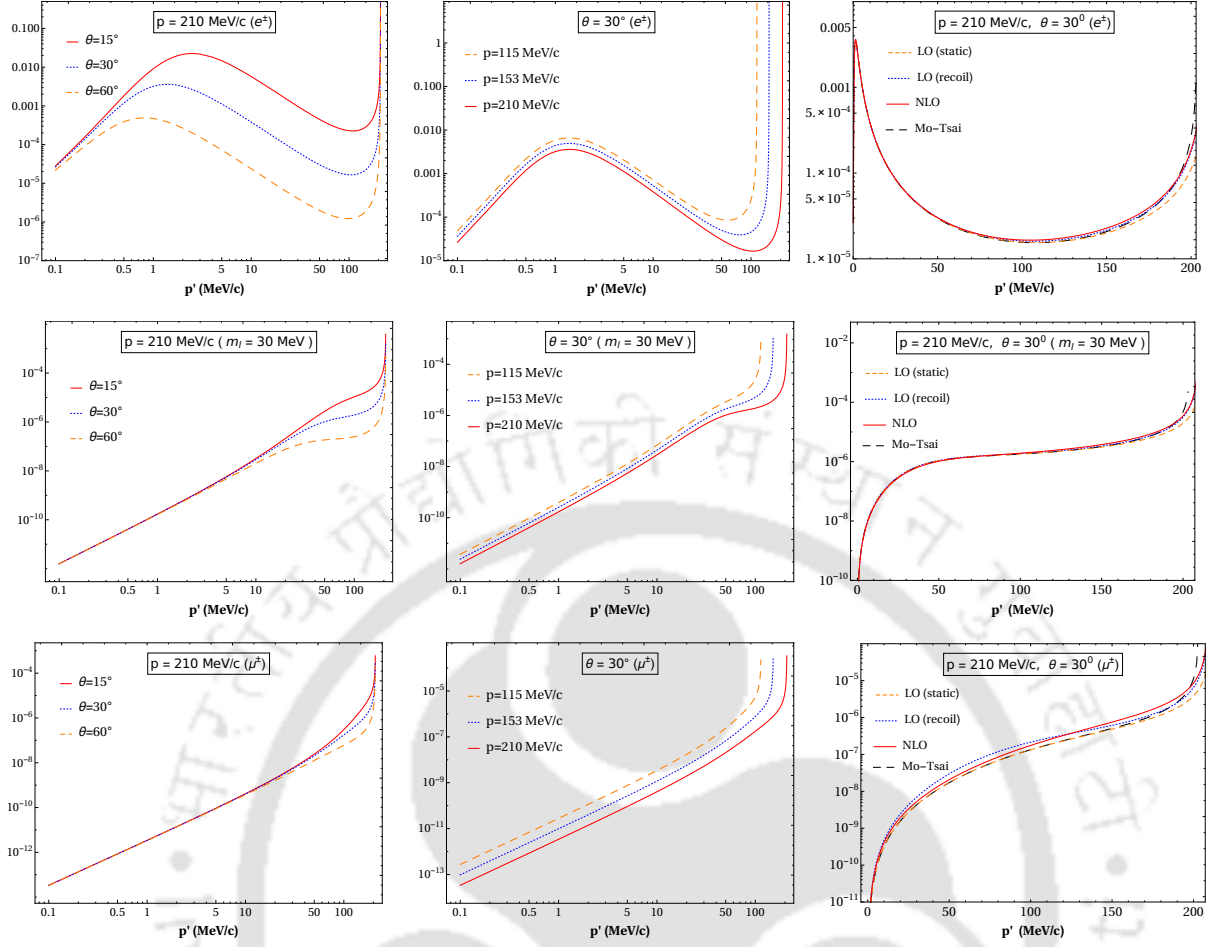 p = 210 MeV/c (e±)
θ=15°
θ=30°
θ=60°
0.100
0.010
0.001
10⁻⁴
10⁻⁵
10⁻⁶
10⁻⁷
0.1 0.5 1 5 10 50 100
p' (MeV/c)
θ = 30° (e±)
p=115 MeV/c
p=153 MeV/c
p=210 MeV/c
1
0.100
0.010
0.001
10⁻⁴
10⁻⁵
0.1 0.5 1 5 10 50 100
p' (MeV/c)
p = 210 MeV/c, θ = 30⁰ (e±)
LO (static)
LO (recoil)
NLO
Mo-Tsai
0.005
0.001
5.×10⁻⁴
1.×10⁻⁴
5.×10⁻⁵
1.×10⁻⁵
0 50 100 150 200
p' (MeV/c)
p = 210 MeV/c ( mₗ = 30 MeV )
θ=15°
θ=30°
θ=60°
10⁻⁴
10⁻⁶
10⁻⁸
10⁻¹⁰
0.1 0.5 1 5 10 50 100
p' (MeV/c)
θ = 30° ( mₗ = 30 MeV )
p=115 MeV/c
p=153 MeV/c
p=210 MeV/c
10⁻⁴
10⁻⁶
10⁻⁸
10⁻¹⁰
0.1 0.5 1 5 10 50 100
p' (MeV/c)
p = 210 MeV/c, θ = 30⁰ ( mₗ = 30 MeV )
LO (static)
LO (recoil)
NLO
Mo-Tsai
10⁻⁴
10⁻⁶
10⁻⁸
10⁻¹⁰
0 50 100 150 200
p' (MeV/c)
p = 210 MeV/c (μ±)
θ=15°
θ=30°
θ=60°
10⁻⁴
10⁻⁶
10⁻⁸
10⁻¹⁰
10⁻¹²
0.1 0.5 1 5 10 50 100
p' (MeV/c)
θ = 30° (μ±)
p=115 MeV/c
p=153 MeV/c
p=210 MeV/c
10⁻⁵
10⁻⁷
10⁻⁹
10⁻¹¹
10⁻¹³
0.1 0.5 1 5 10 50 100
p' (MeV/c)
p = 210 MeV/c, θ = 30⁰ (μ±)
LO (static)
LO (recoil)
NLO
Mo-Tsai
10⁻⁵
10⁻⁶
10⁻⁷
10⁻⁸
10⁻⁹
10⁻¹⁰
10⁻¹¹
0 50 100 150 200
p' (MeV/c)